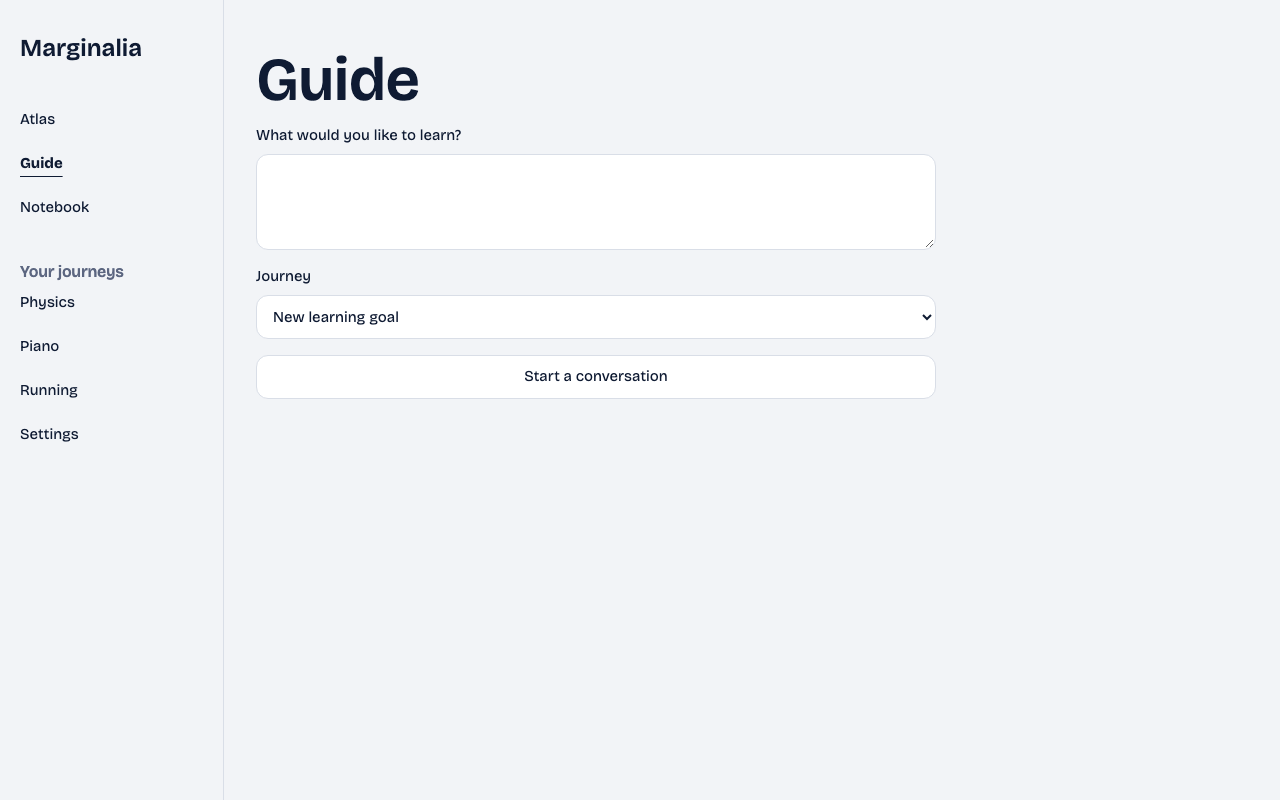 Marginalia
Atlas
Guide
Notebook
Your journeys
Physics
Piano
Running
Settings
Guide
What would you like to learn?
Journey
New learning goal
Start a conversation